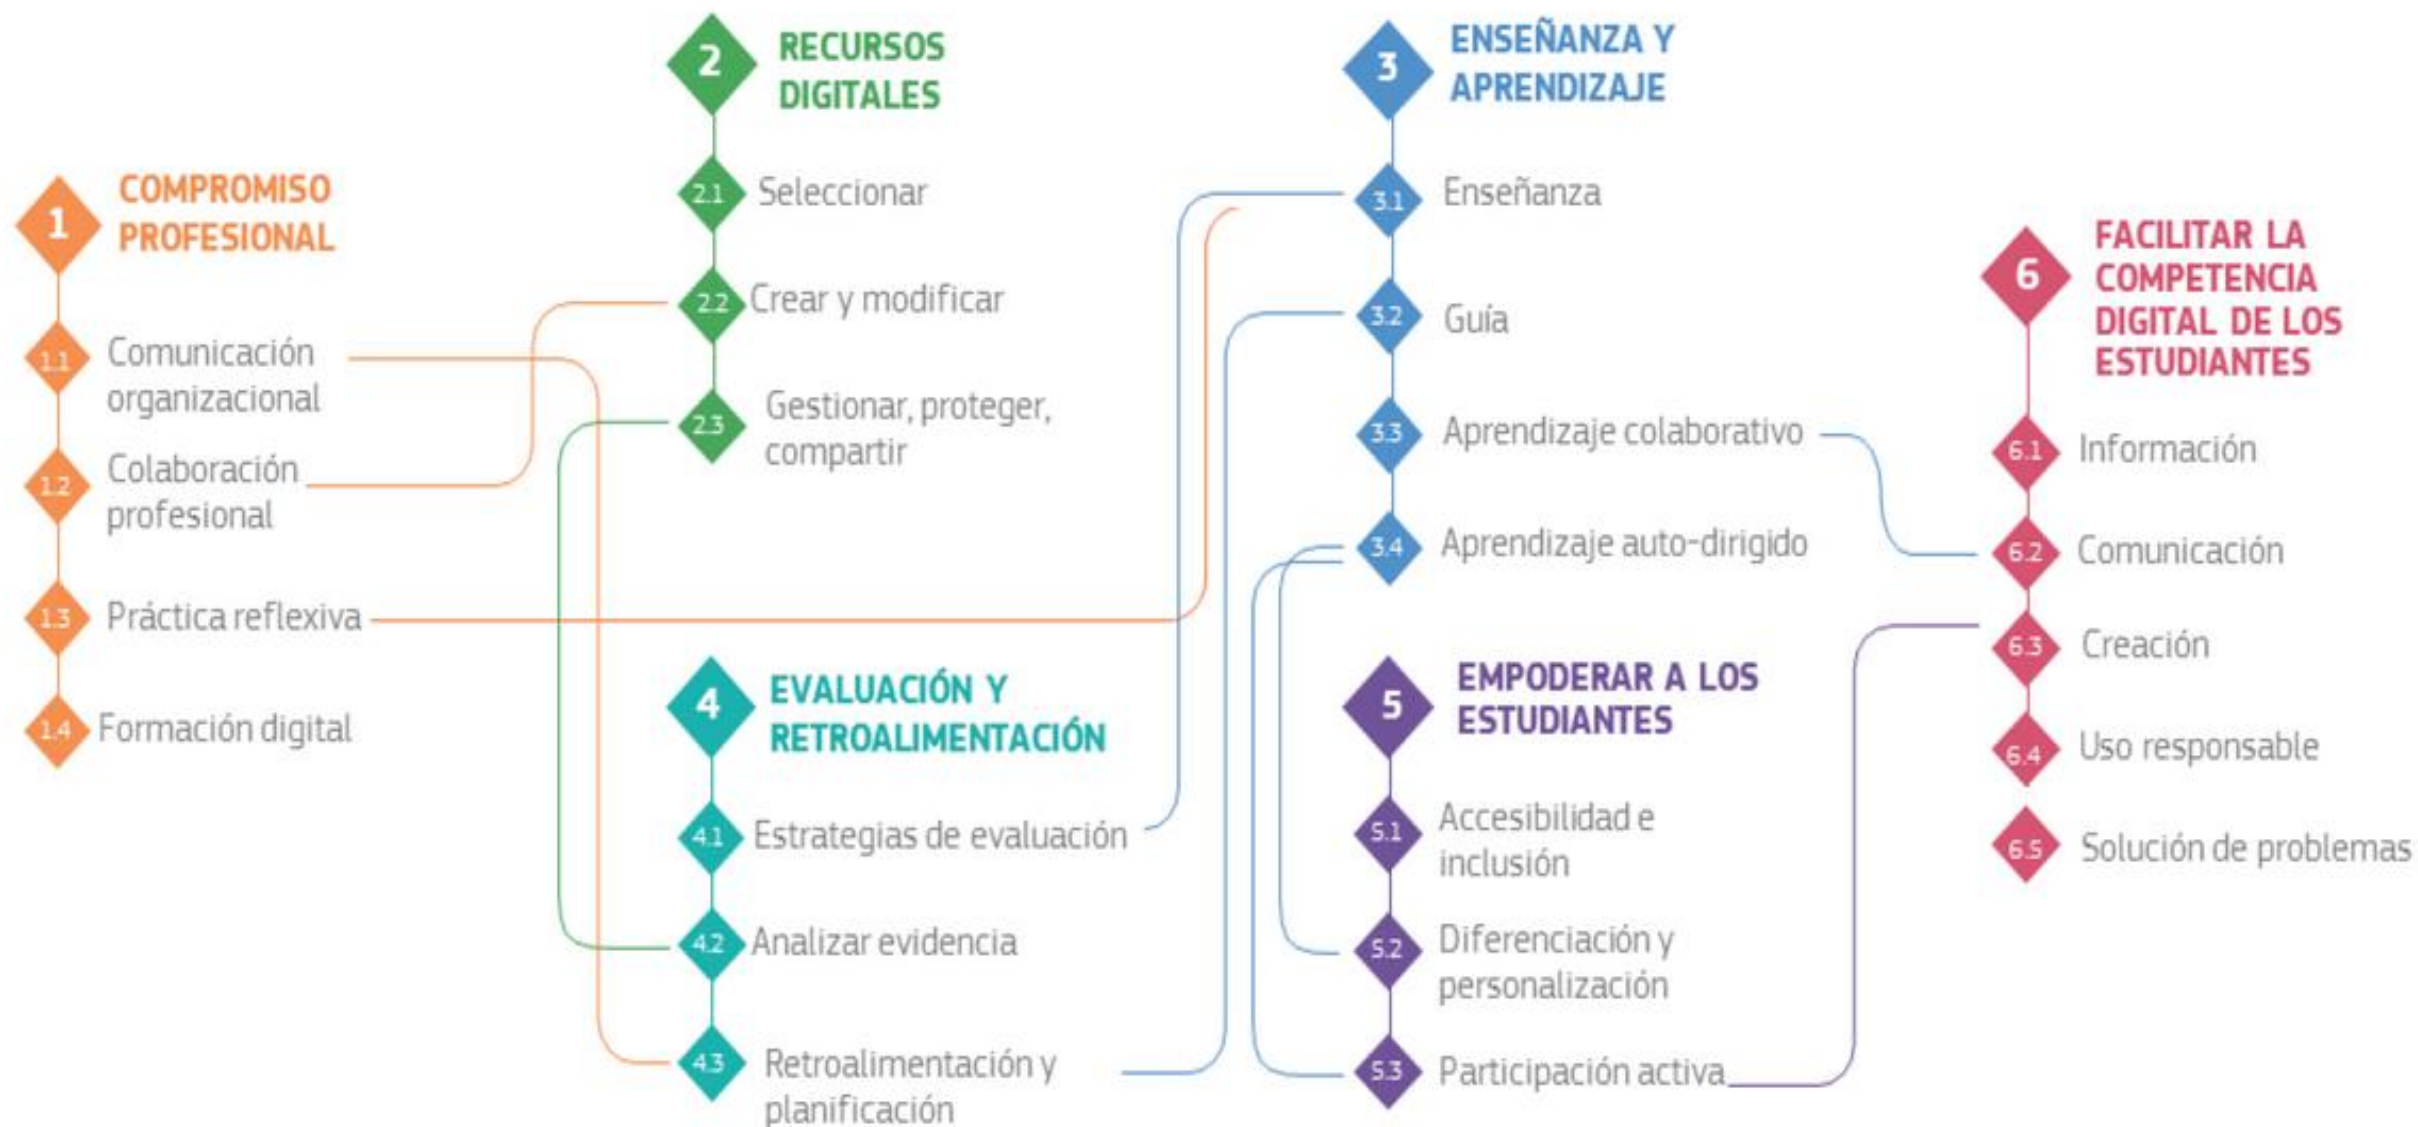 1
COMPROMISO
PROFESIONAL
1.1
Comunicación
organizacional
1.2
Colaboración
profesional
1.3
Práctica reflexiva
1.4
Formación digital
2
RECURSOS
DIGITALES
2.1
Seleccionar
2.2
Crear y modificar
2.3
Gestionar, proteger,
compartir
3
ENSEÑANZA Y
APRENDIZAJE
3.1
Enseñanza
3.2
Guía
3.3
Aprendizaje colaborativo
3.4
Aprendizaje auto-dirigido
4
EVALUACIÓN Y
RETROALIMENTACIÓN
4.1
Estrategias de evaluación
4.2
Analizar evidencia
4.3
Retroalimentación y
planificación
5
EMPODERAR A LOS
ESTUDIANTES
5.1
Accesibilidad e
inclusión
5.2
Diferenciación y
personalización
5.3
Participación activa
6
FACILITAR LA
COMPETENCIA
DIGITAL DE LOS
ESTUDIANTES
6.1
Información
6.2
Comunicación
6.3
Creación
6.4
Uso responsable
6.5
Solución de problemas